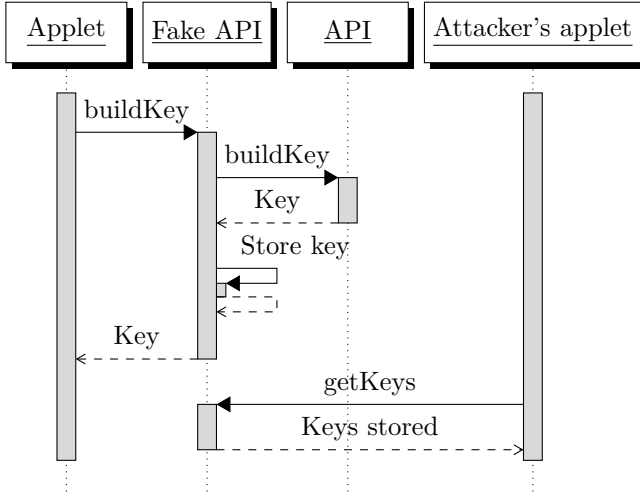 Applet
Fake API
API
Attacker's applet
buildKey
buildKey
Key
Store key
Key
getKeys
Keys stored